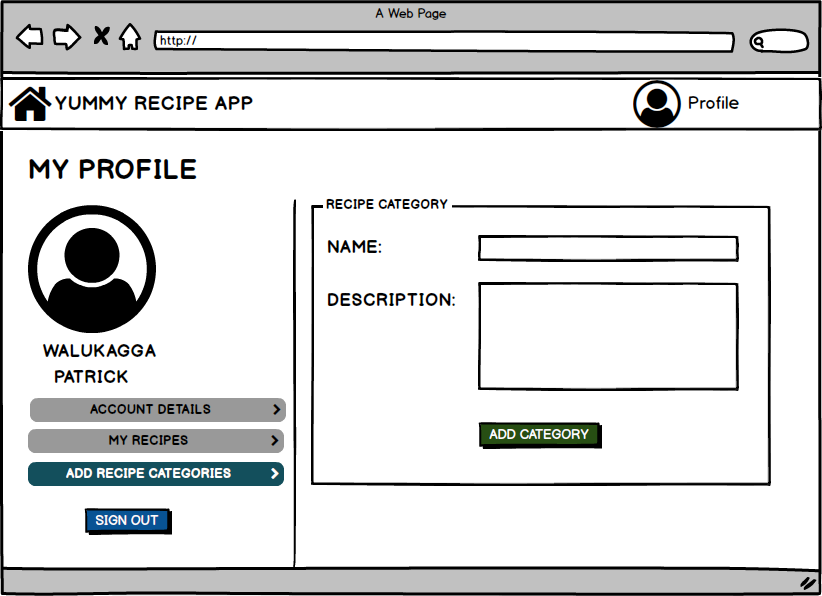 A Web Page
http://
YUMMY RECIPE APP
Profile
MY PROFILE
WALUKAGGA
PATRICK
ACCOUNT DETAILS
MY RECIPES
ADD RECIPE CATEGORIES
SIGN OUT
RECIPE CATEGORY
NAME:
DESCRIPTION:
ADD CATEGORY